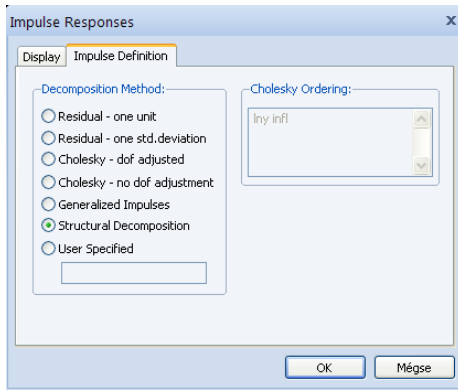 Impulse Responses
x
Display
Impulse Definition
Decomposition Method:
Residual - one unit
Residual - one std.deviation
Cholesky - dof adjusted
Cholesky - no dof adjustment
Generalized Impulses
Structural Decomposition
User Specified
Cholesky Ordering:
lny infl
OK
Mégse